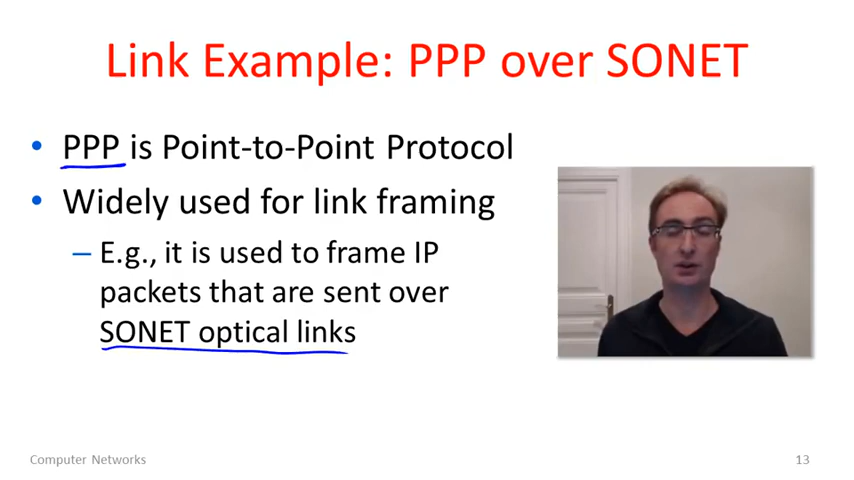 Link Example: PPP over SONET
• PPP is Point-to-Point Protocol
• Widely used for link framing
– E.g., it is used to frame IP
packets that are sent over
SONET optical links
Computer Networks
13